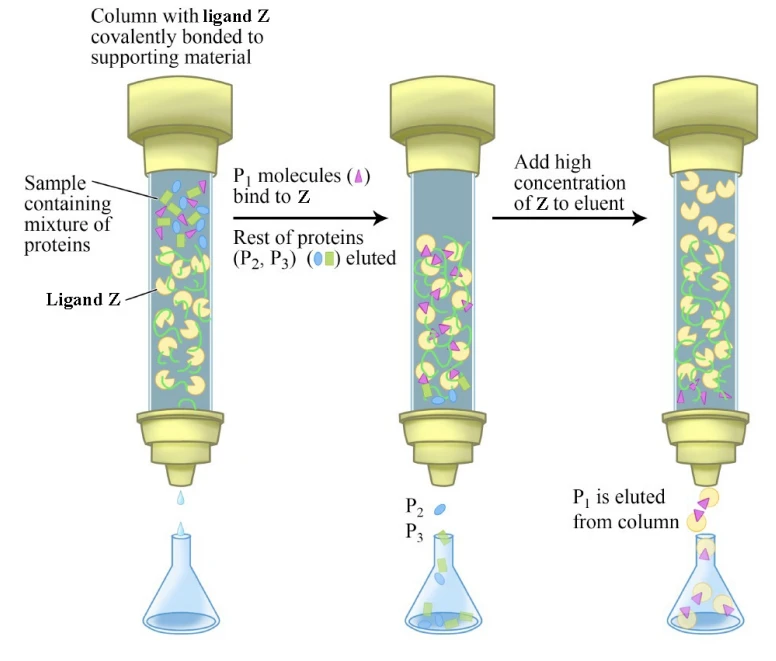 Column with ligand Z
covalently bonded to
supporting material
Sample
containing
mixture of
proteins
Ligand Z
P₁ molecules (▲)
bind to Z
Rest of proteins
(P₂, P₃) (⬮■) eluted
Add high
concentration
of Z to eluent
P₂
P₃
P₁ is eluted
from column